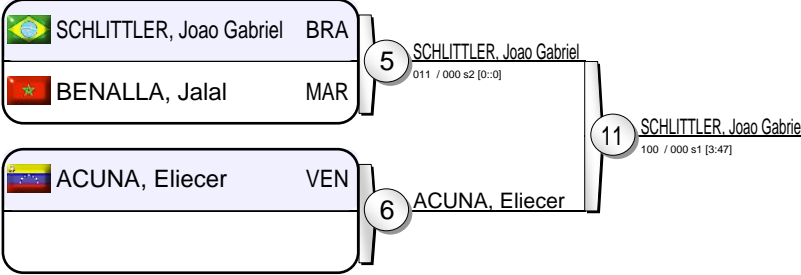 SCHLITTLER, Joao Gabriel BRA
BENALLA, Jalal MAR
5
SCHLITTLER, Joao Gabriel
011 / 000 s2 [0::0]
ACUNA, Eliecer VEN
6
ACUNA, Eliecer
11
SCHLITTLER, Joao Gabrie
100 / 000 s1 [3:47]